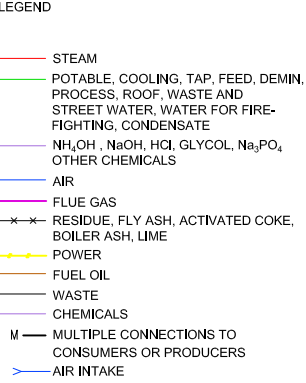 LEGEND
STEAM
POTABLE, COOLING, TAP, FEED, DEMIN,
PROCESS, ROOF, WASTE AND
STREET WATER, WATER FOR FIRE-
FIGHTING, CONDENSATE
NH₄OH , NaOH, HCl, GLYCOL, Na₃PO₄
OTHER CHEMICALS
AIR
FLUE GAS
RESIDUE, FLY ASH, ACTIVATED COKE,
BOILER ASH, LIME
POWER
FUEL OIL
WASTE
CHEMICALS
M MULTIPLE CONNECTIONS TO
CONSUMERS OR PRODUCERS
AIR INTAKE